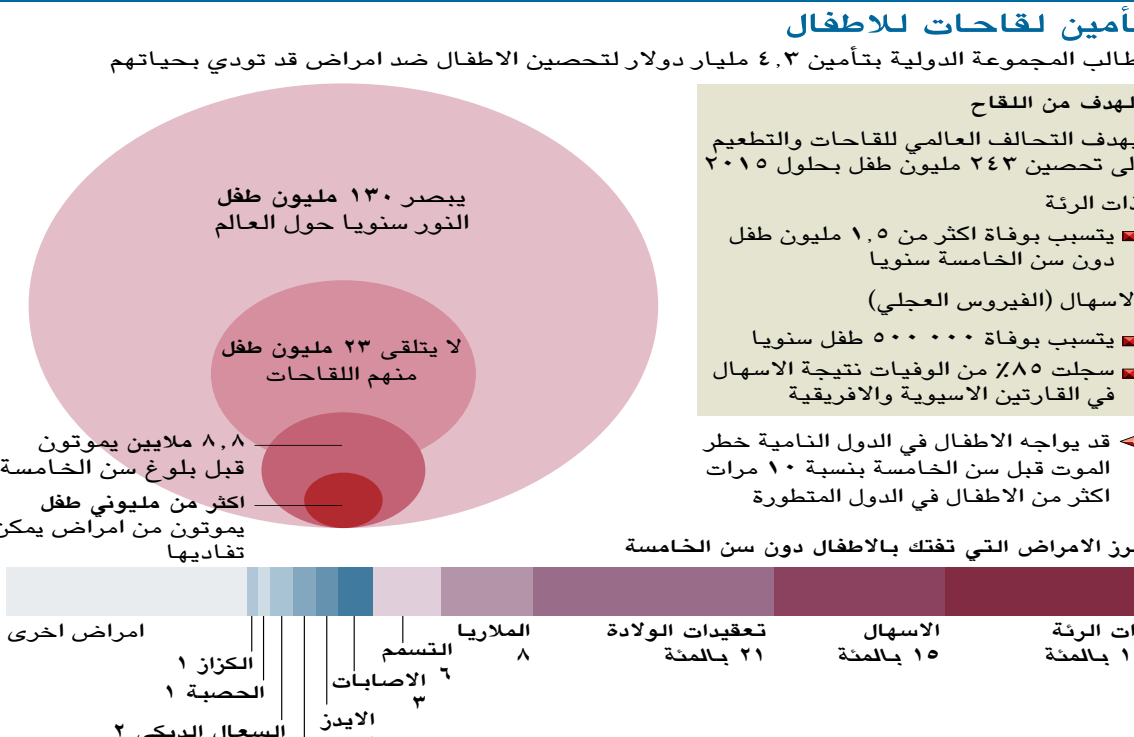 تأمين لقاحات للاطفال
طالب المجموعة الدولية بتأمين ٤,٣ مليار دولار لتحصين الاطفال ضد امراض قد تودي بحياتهم
الهدف من اللقاح
يهدف التحالف العالمي للقاحات والتطعيم
الى تحصين ٢٤٣ مليون طفل بحلول ٢٠١٥
ذات الرئة
يتسبب بوفاة اكثر من ١,٥ مليون طفل
دون سن الخامسة سنويا
الاسهال (الفيروس العجلي)
يتسبب بوفاة ٥٠٠ ٠٠٠ طفل سنويا
سجلت ٨٥٪ من الوفيات نتيجة الاسهال
في القارتين الاسيوية والافريقية
قد يواجه الاطفال في الدول النامية خطر
الموت قبل سن الخامسة بنسبة ١٠ مرات
اكثر من الاطفال في الدول المتطورة
يبصر ١٣٠ مليون طفل
النور سنويا حول العالم
لا يتلقى ٢٣ مليون طفل
منهم اللقاحات
٨,٨ ملايين يموتون
قبل بلوغ سن الخامسة
اكثر من مليوني طفل
يموتون من امراض يمكن
تفاديها
برز الامراض التي تفتك بالاطفال دون سن الخامسة
ذات الرئة
بالمئة
الاسهال
١٥ بالمئة
تعقيدات الولادة
٢١ بالمئة
الملاريا
٨
التسمم
٦
الاصابات
٣
الايدز
السعال الديكي ٢
الحصبة ١
الكزاز ١
امراض اخرى